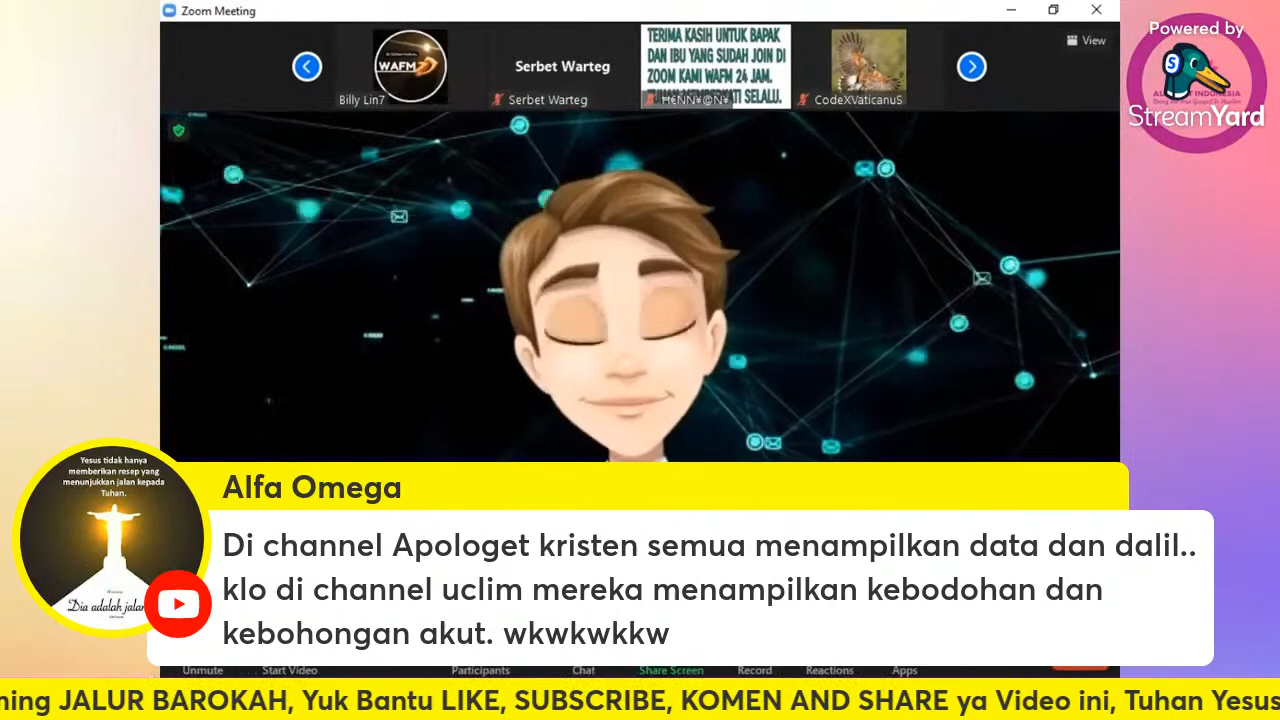 Zoom Meeting
WAFM
Billy Lin7
Serbet Warteg
Serbet Warteg
TERIMA KASIH UNTUK BAPAK
DAN IBU YANG SUDAH JOIN DI
ZOOM KAMI WAFM 24 JAM.
SELALU.
H€NN¥@N¥
CodeXVaticanuS
View
Powered by
StreamYard
Yesus tidak hanya
memberikan resep yang
menunjukkan jalan kepada
Tuhan.
Dia adalah jalan
Alfa Omega
Di channel Apologet kristen semua menampilkan data dan dalil..
klo di channel uclim mereka menampilkan kebodohan dan
kebohongan akut. wkwkwkkw
Unmute
Start Video
Participants
Chat
Share Screen
Record
Reactions
Apps
ning JALUR BAROKAH, Yuk Bantu LIKE, SUBSCRIBE, KOMEN AND SHARE ya Video ini, Tuhan Yesus